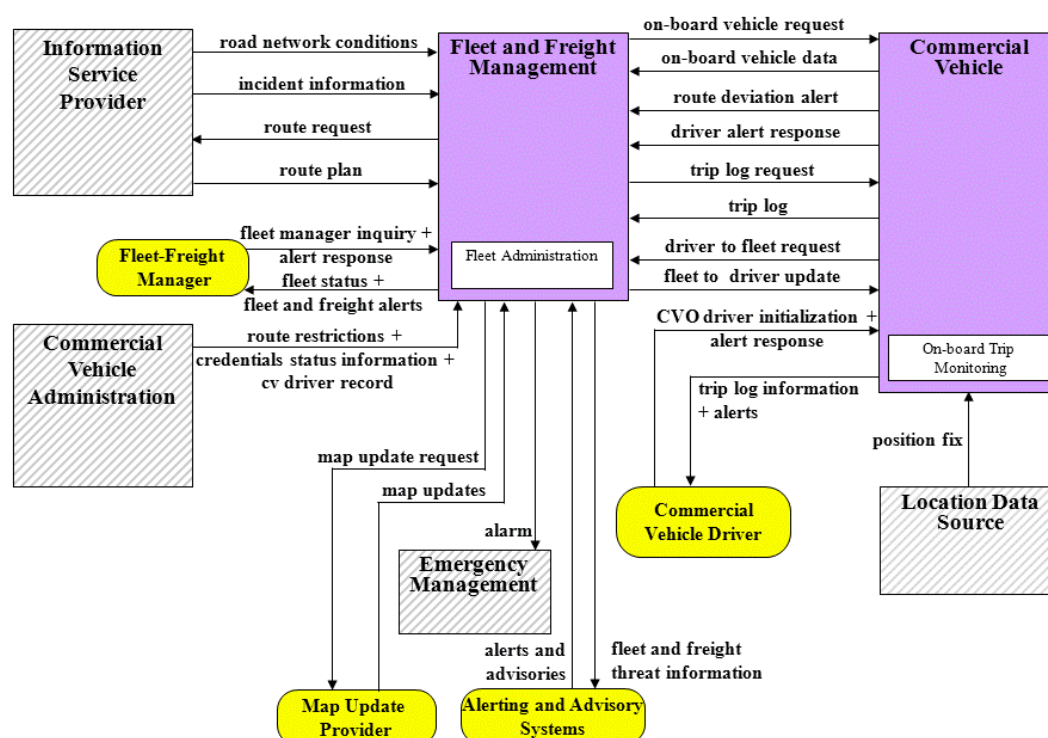 Information
Service
Provider
road network conditions
incident information
route request
route plan
Fleet and Freight
Management
Fleet Administration
on-board vehicle request
on-board vehicle data
route deviation alert
driver alert response
trip log request
trip log
driver to fleet request
fleet to driver update
Commercial
Vehicle
On-board Trip
Monitoring
Fleet-Freight
Manager
fleet manager inquiry +
alert response
fleet status +
fleet and freight alerts
Commercial
Vehicle
Administration
route restrictions +
credentials status information +
cv driver record
CVO driver initialization +
alert response
trip log information
+ alerts
position fix
map update request
map updates
alarm
Commercial
Vehicle Driver
Location Data
Source
Emergency
Management
alerts and
advisories
fleet and freight
threat information
Map Update
Provider
Alerting and Advisory
Systems